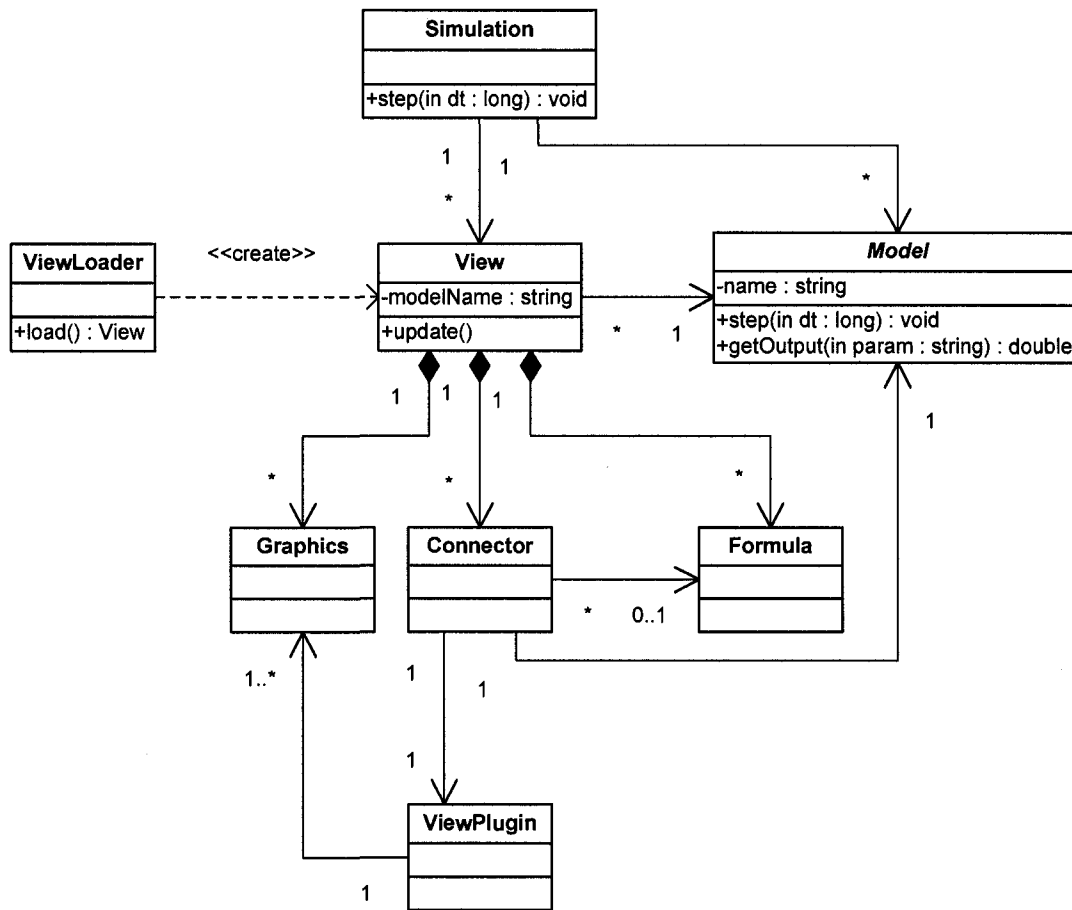 Simulation
+step(in dt : long) : void
1
1
*
*
<<create>>
ViewLoader
+load() : View
View
-modelName : string
+update()
*
1
Model
-name : string
+step(in dt : long) : void
+getOutput(in param : string) : double
1
1
1
1
*
*
*
Graphics
Connector
Formula
*
0..1
1..*
1
1
1
ViewPlugin
1